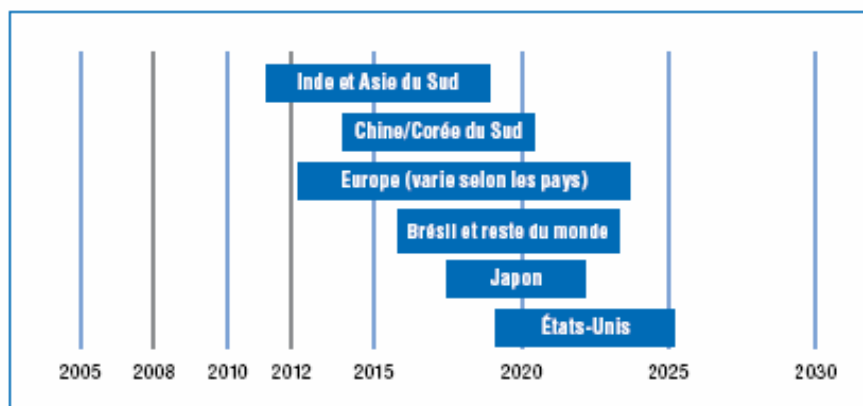 Inde et Asie du Sud
Chine/Corée du Sud
Europe (varie selon les pays)
Brésil et reste du monde
Japon
États-Unis
2005 2008 2010 2012 2015 2020 2025 2030